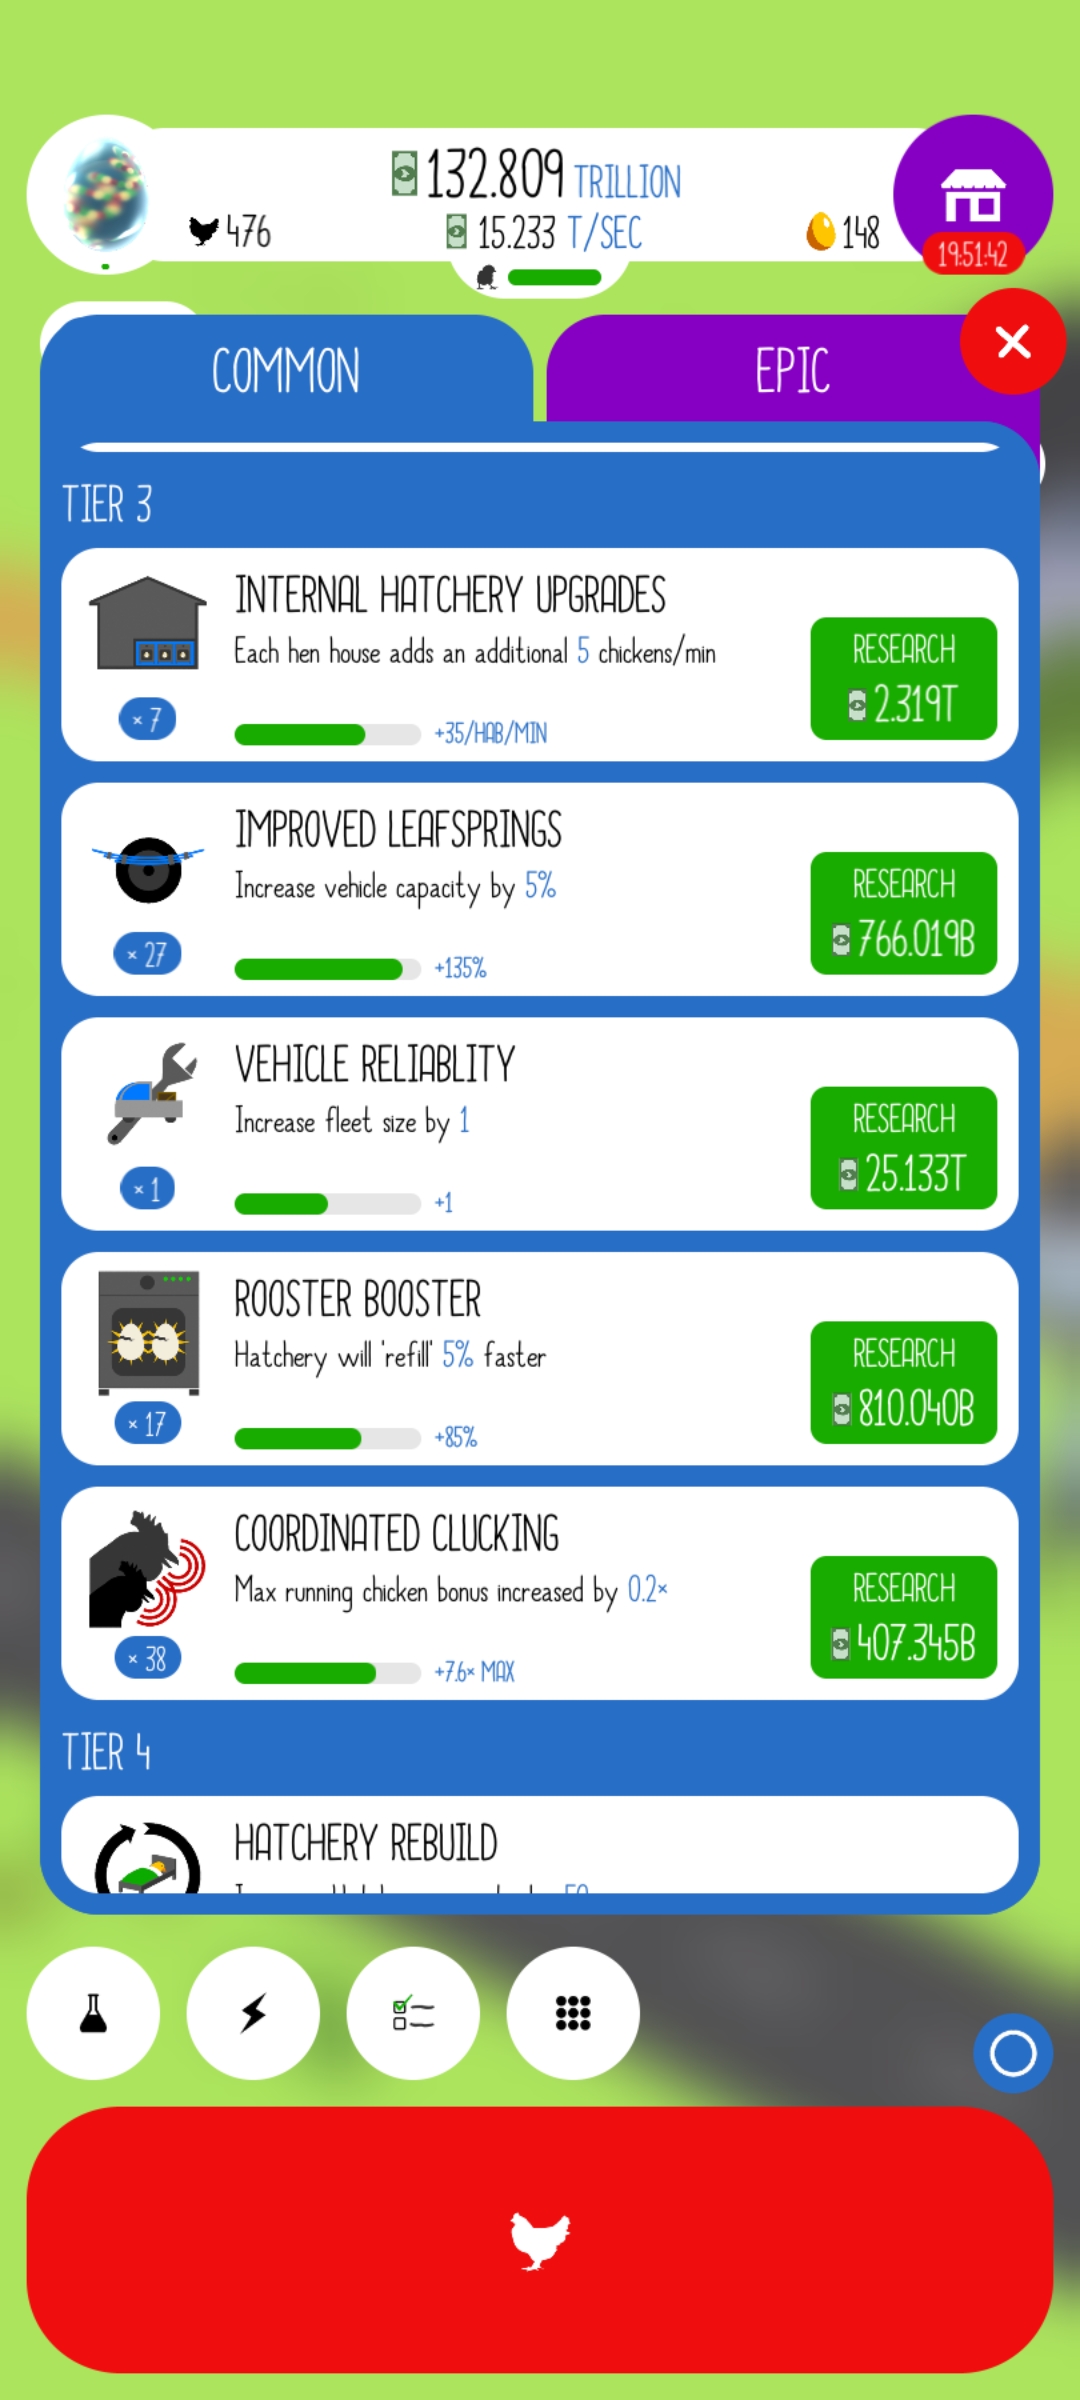 132.809 TRILLION
476
15.233 T/SEC
148
19:51:42
COMMON
EPIC
TIER 3
INTERNAL HATCHERY UPGRADES
Each hen house adds an additional 5 chickens/min
RESEARCH
2.319T
× 7
+35/HAB/MIN
IMPROVED LEAFSPRINGS
Increase vehicle capacity by 5%
RESEARCH
766.019B
× 27
+135%
VEHICLE RELIABLITY
Increase fleet size by 1
RESEARCH
25.133T
× 1
+1
ROOSTER BOOSTER
Hatchery will 'refill' 5% faster
RESEARCH
810.040B
× 17
+85%
COORDINATED CLUCKING
Max running chicken bonus increased by 0.2×
RESEARCH
407.345B
× 38
+7.6× MAX
TIER 4
HATCHERY REBUILD